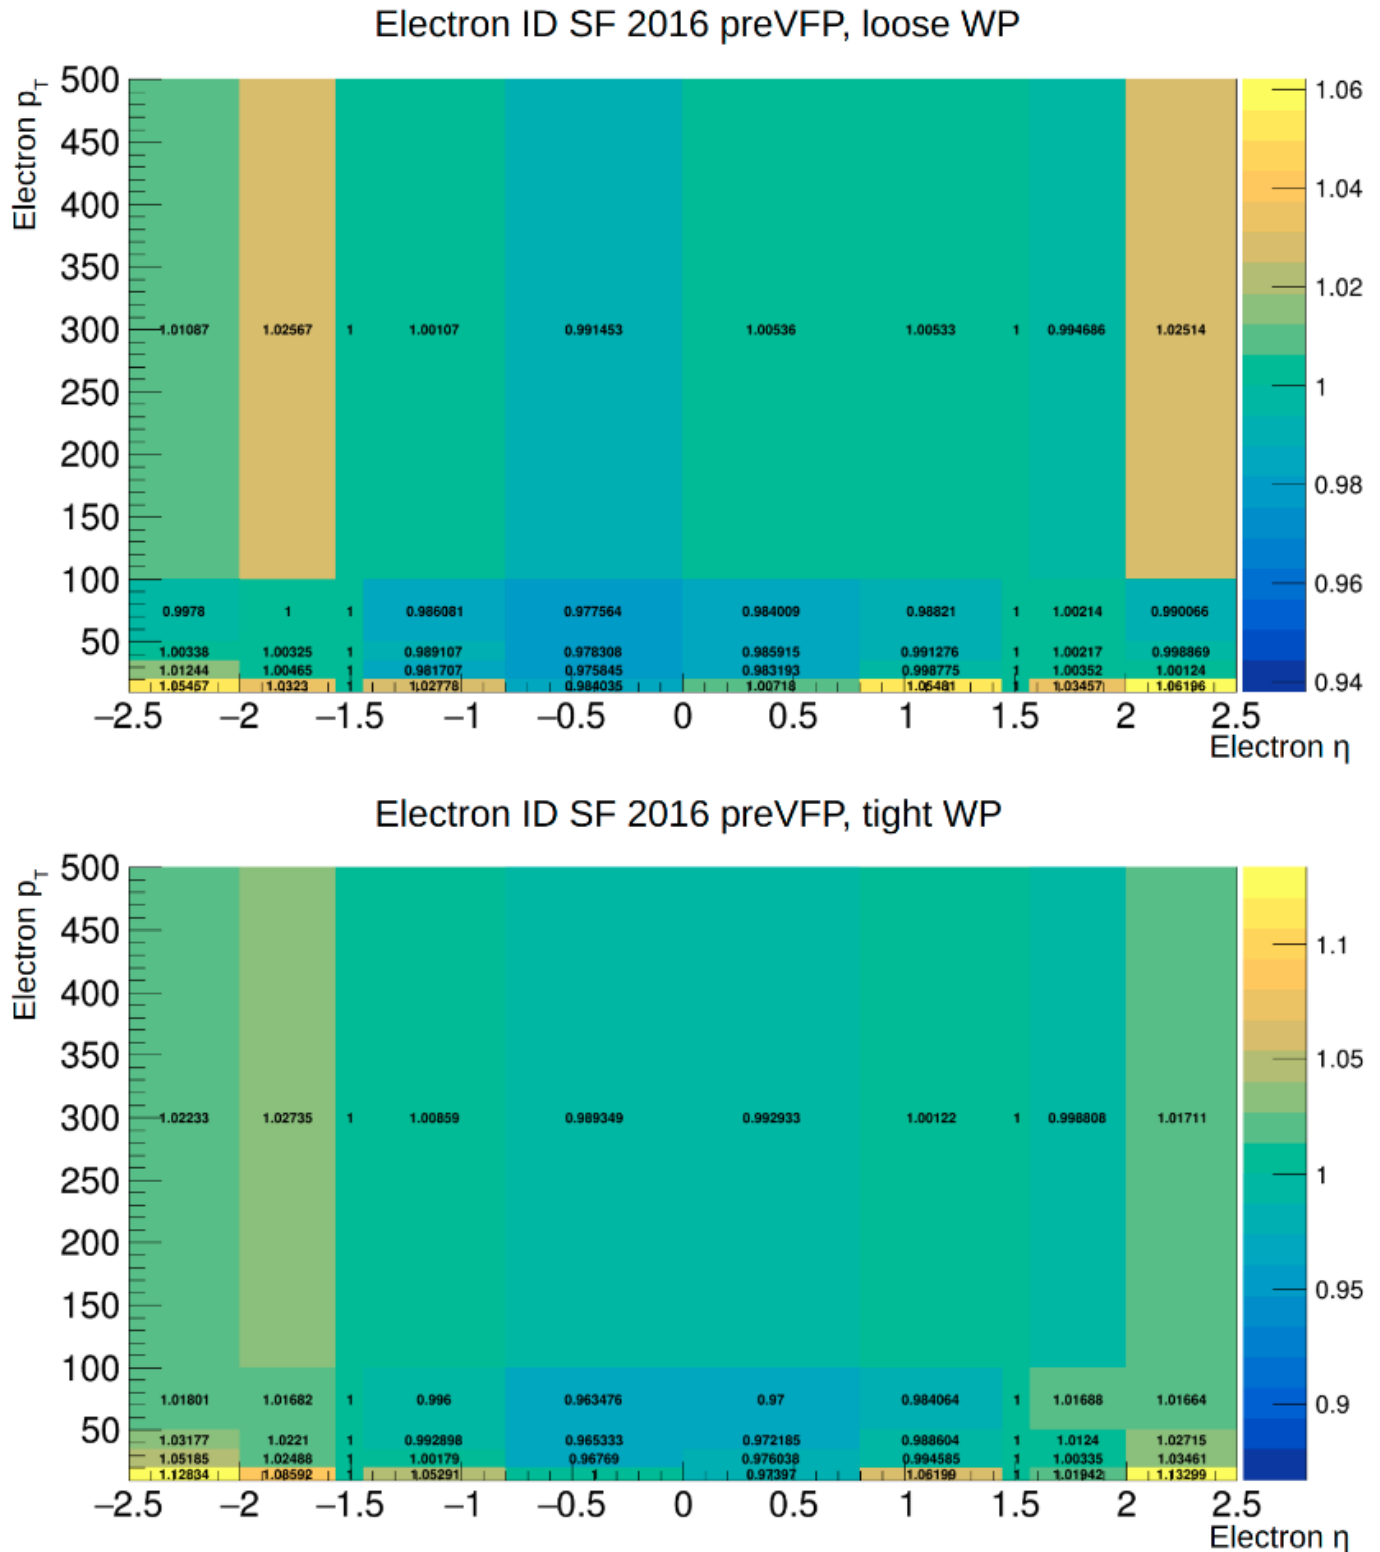 Electron ID SF 2016 preVFP, loose WP
Electron pT
500
450
400
350
300
250
200
150
100
50
1.01087 1.02567 1 1.00107 0.991453 1.00536 1.00533 1 0.994686 1.02514
0.9978 1 1 0.986081 0.977564 0.984009 0.98821 1 1.00214 0.990066
1.00338 1.00325 1 0.989107 0.978308 0.985915 0.991276 1 1.00217 0.998869
1.01244 1.00465 1 0.981707 0.975845 0.983193 0.998775 1 1.00352 1.00124
1.05457 1.0323 1 1.02778 0.984035 1.00718 1.05481 1 1.03457 1.06196
−2.5 −2 −1.5 −1 −0.5 0 0.5 1 1.5 2 2.5
Electron η
1.06
1.04
1.02
1
0.98
0.96
0.94
Electron ID SF 2016 preVFP, tight WP
Electron pT
500
450
400
350
300
250
200
150
100
50
1.02233 1.02735 1 1.00859 0.989349 0.992933 1.00122 1 0.998808 1.01711
1.01801 1.01682 1 0.996 0.963476 0.97 0.984064 1 1.01688 1.01664
1.03177 1.0221 1 0.992898 0.965333 0.972185 0.988604 1 1.0124 1.02715
1.05185 1.02488 1 1.00179 0.96769 0.976038 0.994585 1 1.00335 1.03461
1.12834 1.08592 1 1.05291 1 0.97397 1.06199 1 1.01942 1.13299
−2.5 −2 −1.5 −1 −0.5 0 0.5 1 1.5 2 2.5
Electron η
1.1
1.05
1
0.95
0.9